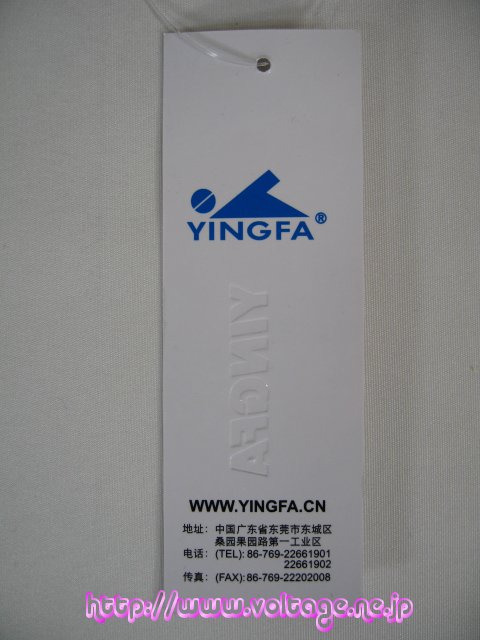 YINGFA®
YINGFA
WWW.YINGFA.CN
地址：中国广东省东莞市东城区
桑园果园路第一工业区
电话：(TEL): 86-769-22661901
22661902
传真：(FAX): 86-769-22202008
http://www.voltage.ne.jp